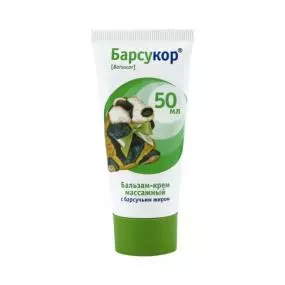 Барсукор®
[Barsucor]
50
мл
Бальзам-крем
массажный
с барсучьим жиром